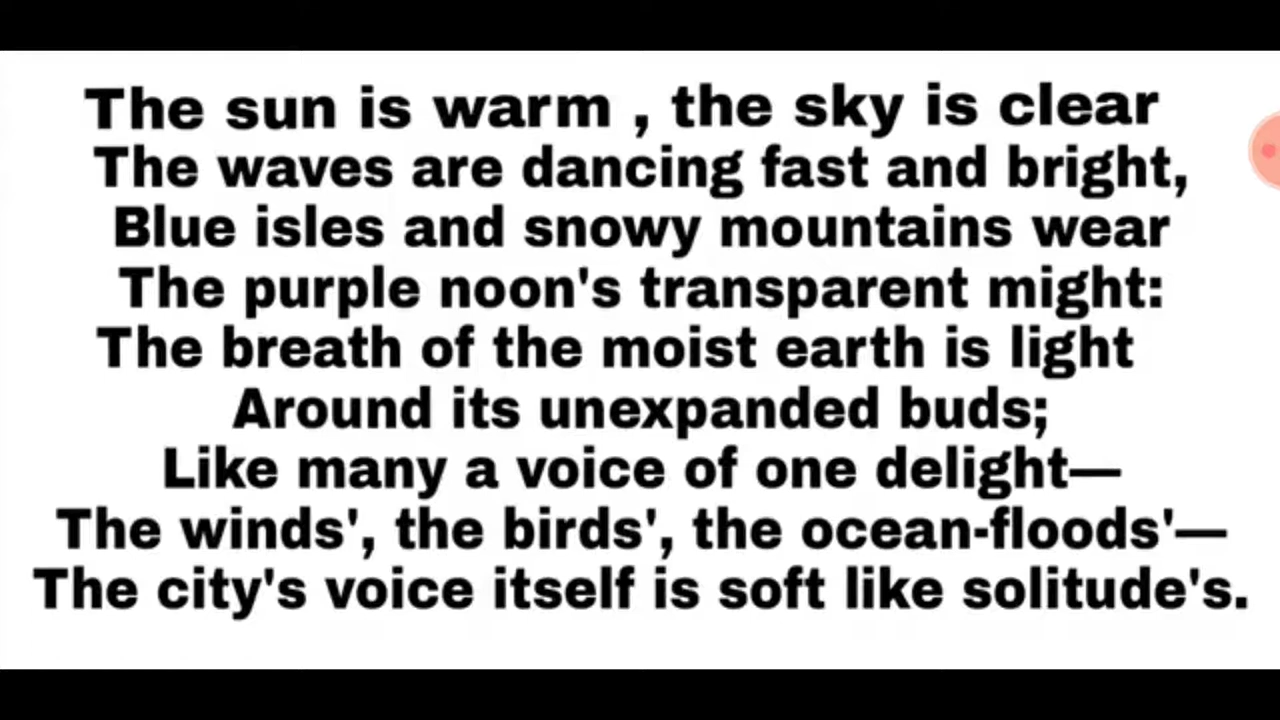 The sun is warm , the sky is clear
The waves are dancing fast and bright,
Blue isles and snowy mountains wear
The purple noon's transparent might:
The breath of the moist earth is light
Around its unexpanded buds;
Like many a voice of one delight—
The winds', the birds', the ocean-floods'—
The city's voice itself is soft like solitude's.